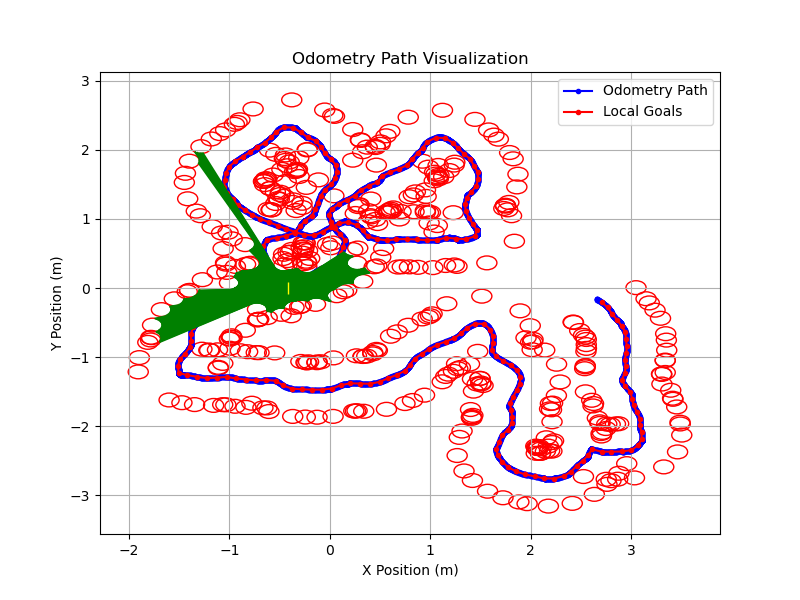 Odometry Path Visualization
Odometry Path
Local Goals
Y Position (m)
3
2
1
0
−1
−2
−3
−2
−1
0
1
2
3
X Position (m)